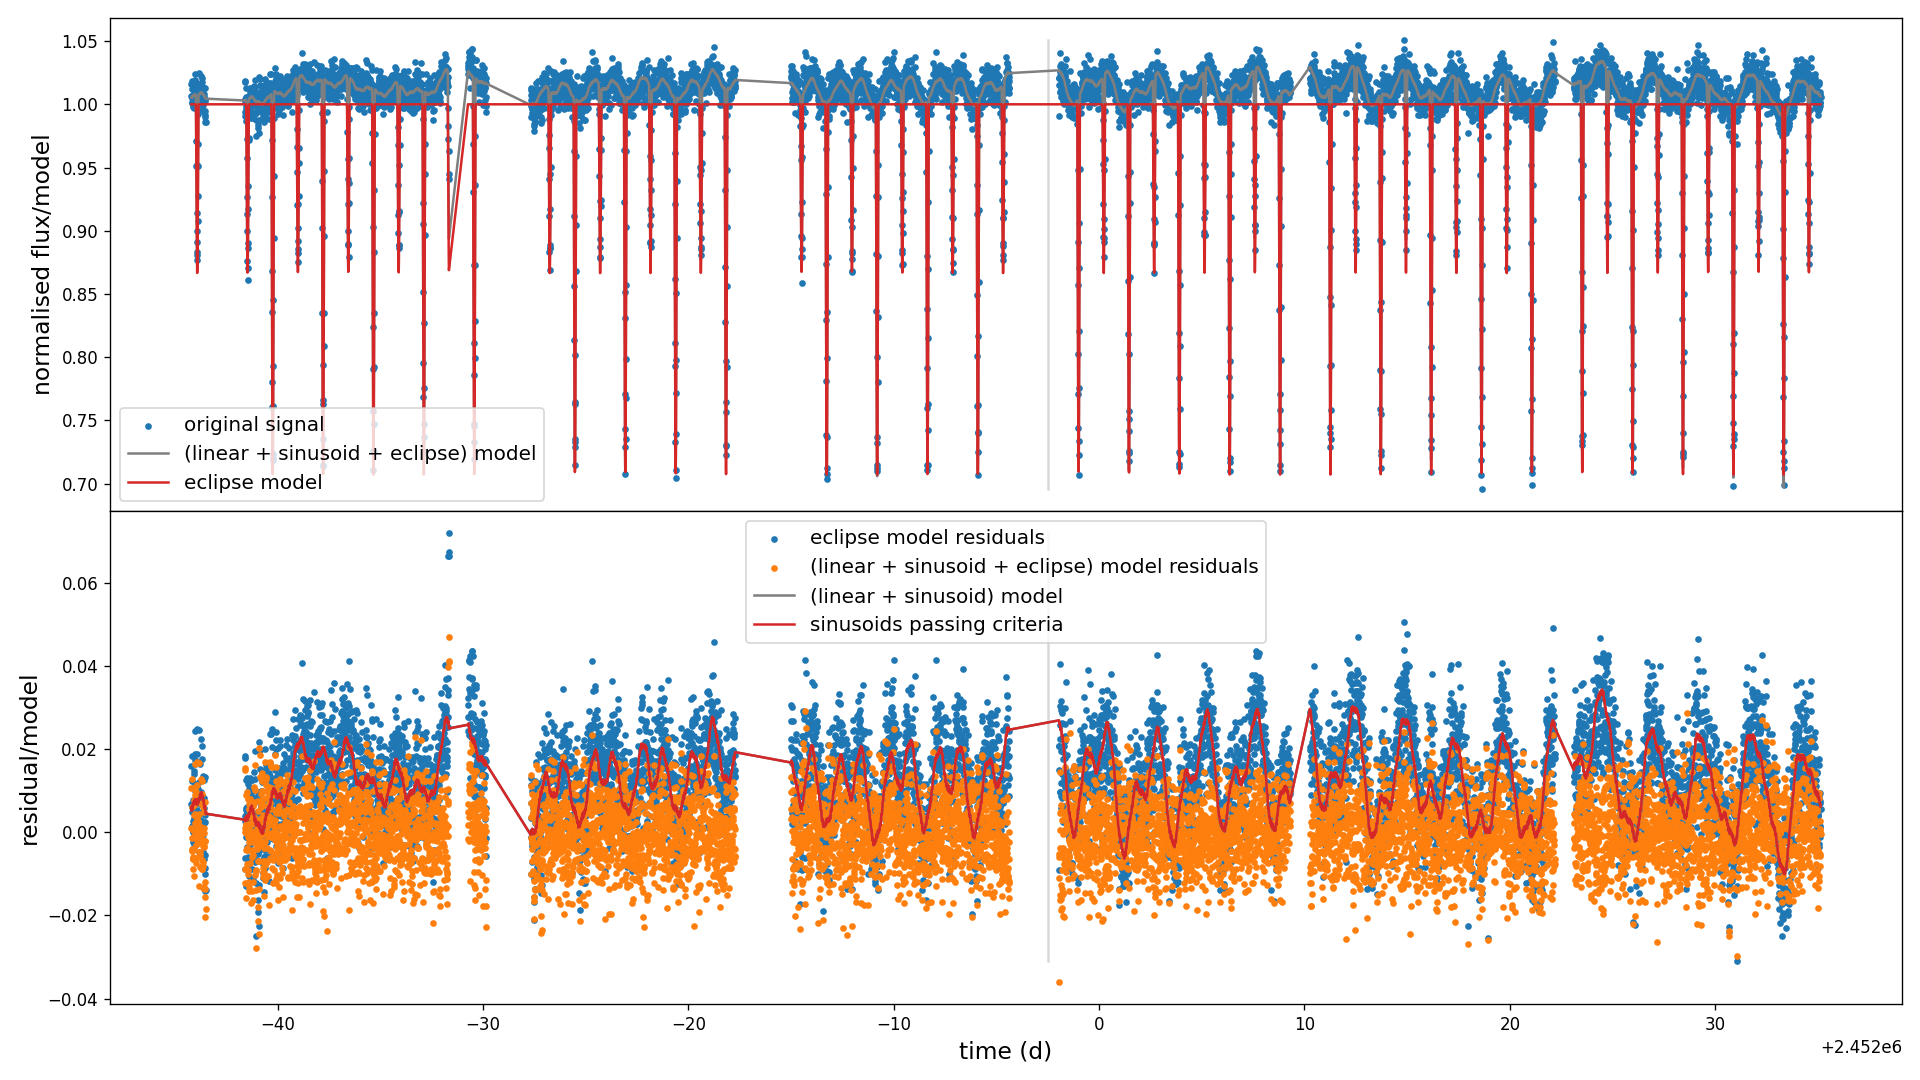 1.05
1.00
0.95
0.90
0.85
0.80
0.75
0.70
normalised flux/model
original signal
(linear + sinusoid + eclipse) model
eclipse model
0.06
0.04
0.02
0.00
−0.02
−0.04
residual/model
eclipse model residuals
(linear + sinusoid + eclipse) model residuals
(linear + sinusoid) model
sinusoids passing criteria
−40
−30
−20
−10
0
10
20
30
time (d)
+2.452e6